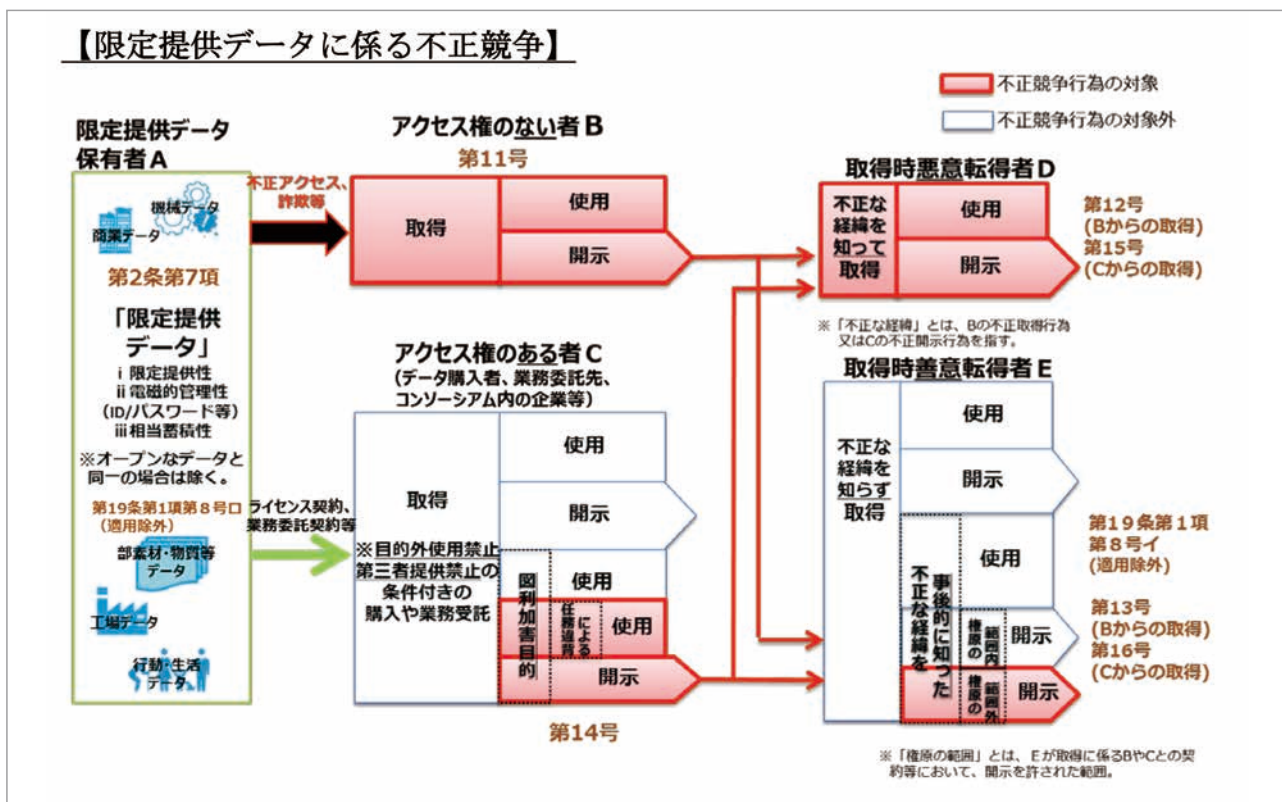 【限定提供データに係る不正競争】
不正競争行為の対象
不正競争行為の対象外
限定提供データ
保有者A
機械データ
商業データ
第2条第7項
「限定提供
データ」
ⅰ 限定提供性
ⅱ 電磁的管理性
（ID/パスワード等）
ⅲ 相当蓄積性
※オープンなデータと
同一の場合は除く。
第19条第1項第8号ロ
（適用除外）
部素材・物質等
データ
工場データ
行動・生活
データ
不正アクセス、
詐欺等
ライセンス契約、
業務委託契約等
アクセス権のない者B
第11号
取得
使用
開示
アクセス権のある者C
(データ購入者、業務委託先、
コンソーシアム内の企業等)
取得
※目的外使用禁止
第三者提供禁止の
条件付きの
購入や業務受託
使用
開示
図利加害目的
使用
任務違背
による
使用
開示
第14号
取得時悪意転得者D
不正な
経緯を
知って
取得
使用
開示
第12号
(Bからの取得)
第15号
(Cからの取得)
※「不正な経緯」とは、Bの不正取得行為
又はCの不正開示行為を指す。
取得時善意転得者E
不正な
経緯を
知らず
取得
使用
開示
不正な経緯を
事後的に知った
使用
権原の
範囲内
開示
権原の
範囲外
開示
第19条第1項
第8号イ
(適用除外)
第13号
(Bからの取得)
第16号
(Cからの取得)
※「権原の範囲」とは、Eが取得に係るBやCとの契
約等において、開示を許された範囲。